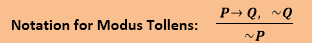 Notation for Modus Tollens:
P→ Q, ~Q
~P